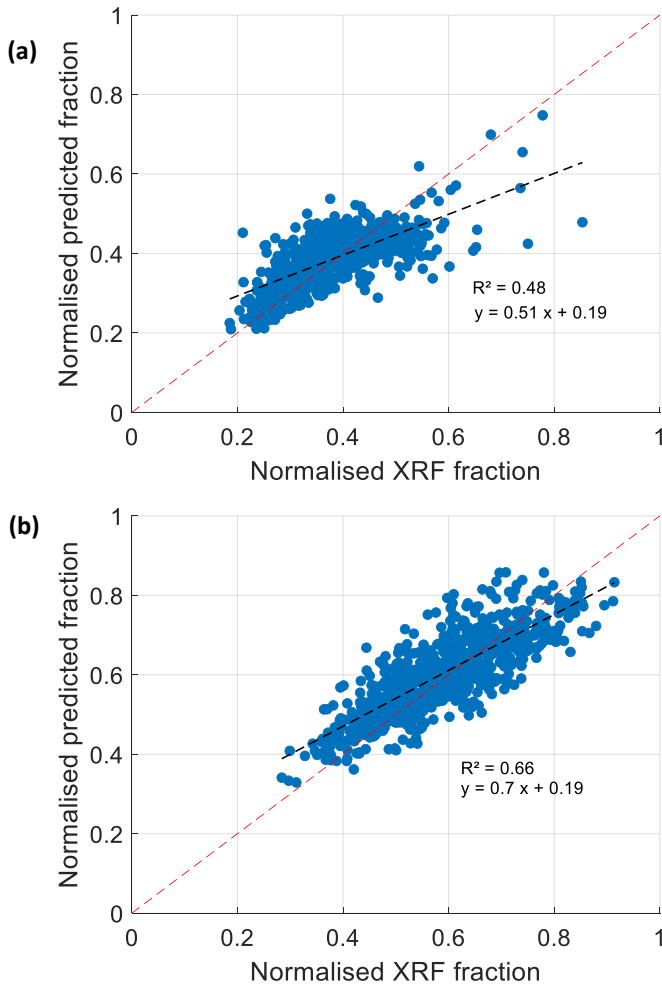 (a)
1
0.8
0.6
0.4
0.2
0
Normalised predicted fraction
R² = 0.48
y = 0.51 x + 0.19
0 0.2 0.4 0.6 0.8 1
Normalised XRF fraction
(b)
1
0.8
0.6
0.4
0.2
0
Normalised predicted fraction
R² = 0.66
y = 0.7 x + 0.19
0 0.2 0.4 0.6 0.8 1
Normalised XRF fraction